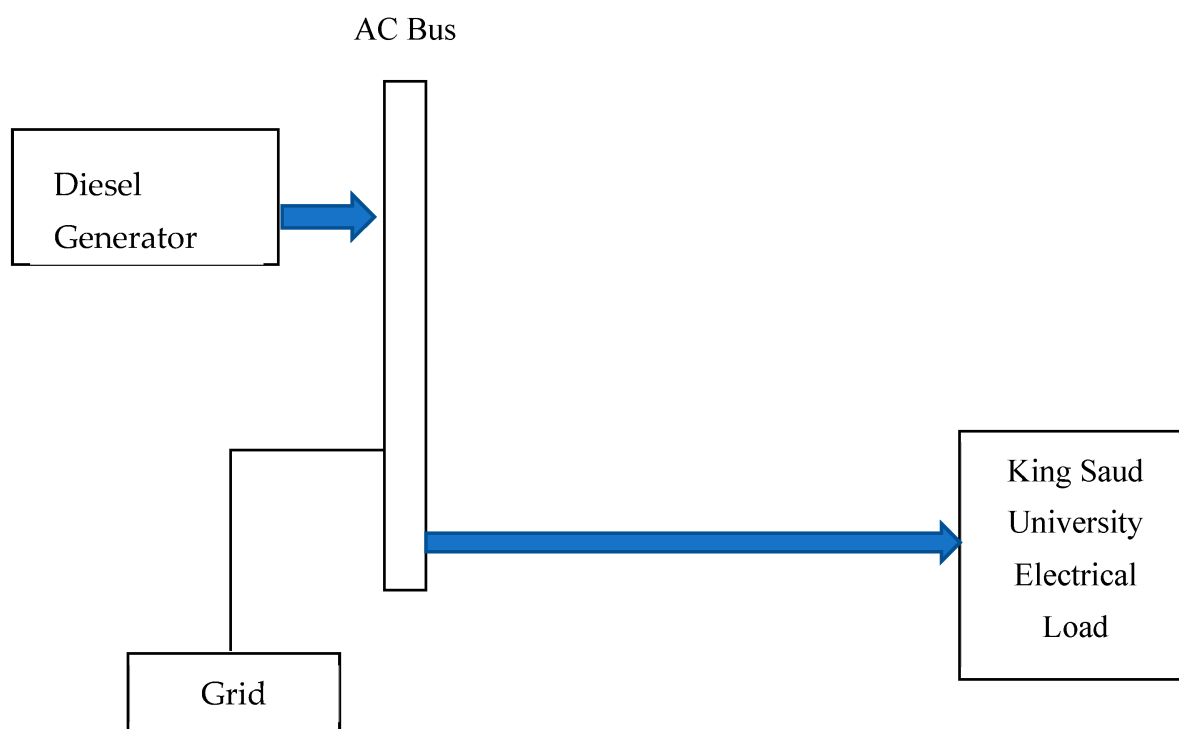 AC Bus
Diesel
Generator
King Saud
University
Electrical
Load
Grid